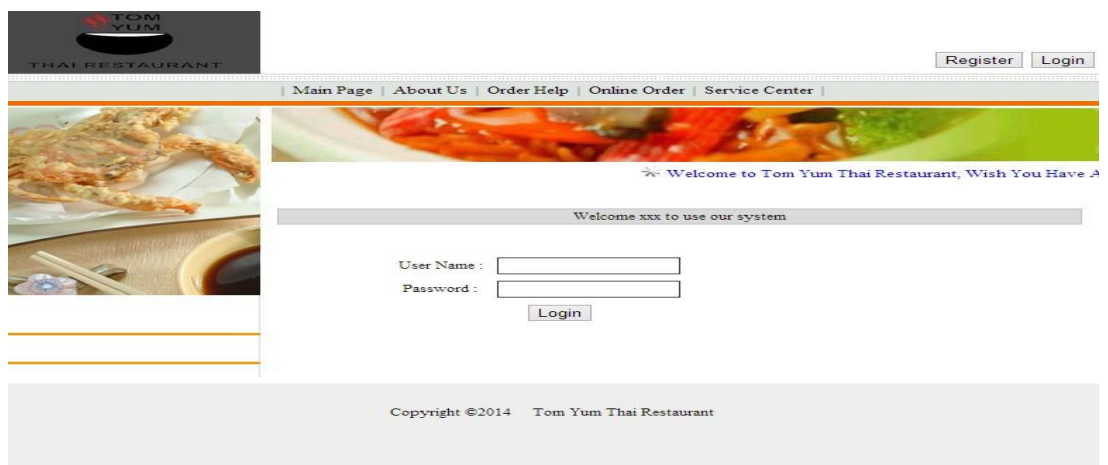 TOM
YUM
THAI RESTAURANT
Register Login
| Main Page | About Us | Order Help | Online Order | Service Center |
Welcome to Tom Yum Thai Restaurant, Wish You Have A
Welcome xxx to use our system
User Name :
Password :
Login
Copyright ©2014 Tom Yum Thai Restaurant